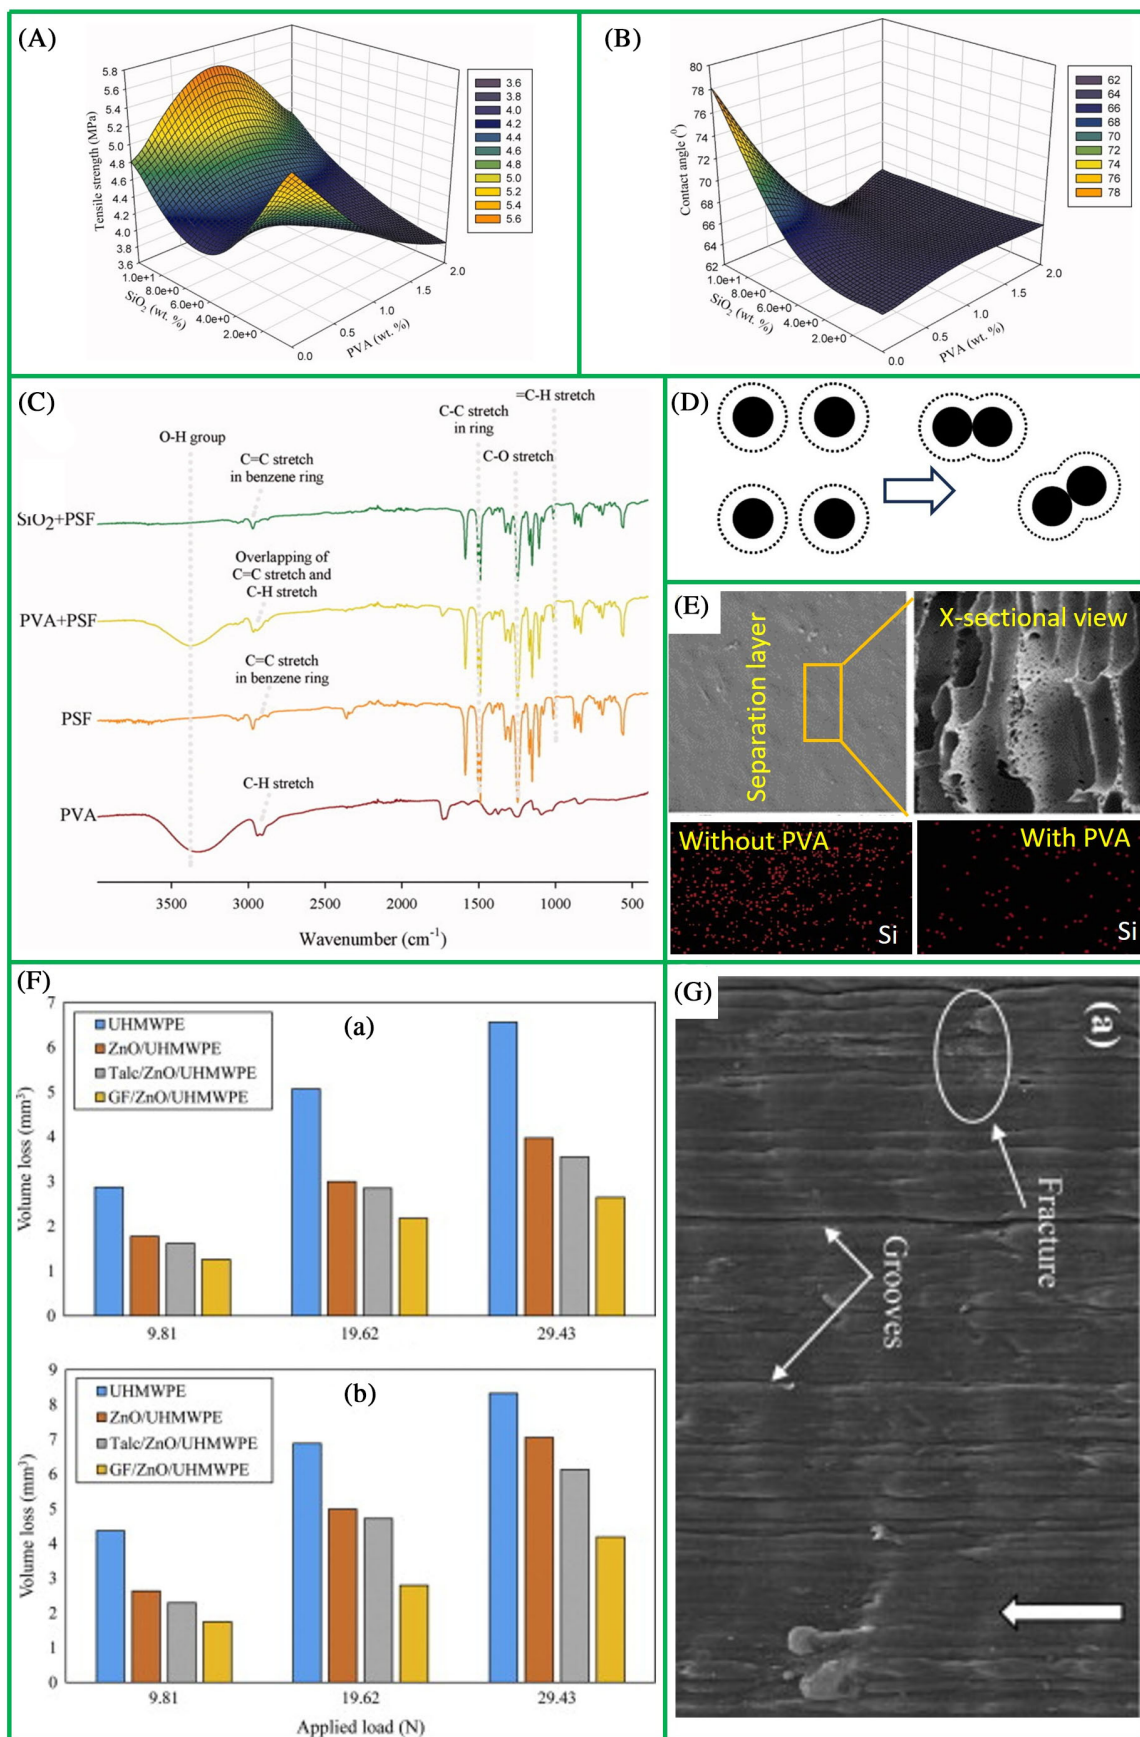 (A)
5.8
5.6
5.4
5.2
5.0
4.8
4.6
4.4
4.2
4.0
3.8
3.6
Tensile strength (MPa)
1.0e+1
8.0e+0
6.0e+0
4.0e+0
2.0e+0
SiO2 (wt. %)
0.0
0.5
1.0
1.5
2.0
PVA (wt. %)
3.6
3.8
4.0
4.2
4.4
4.6
4.8
5.0
5.2
5.4
5.6
(B)
80
78
76
74
72
70
68
66
64
62
Contact angle (0)
1.0e+1
8.0e+0
6.0e+0
4.0e+0
2.0e+0
SiO2 (wt. %)
0.0
0.5
1.0
1.5
2.0
PVA (wt. %)
62
64
66
68
70
72
74
76
78
(C)
=C-H stretch
C-C stretch
in ring
O-H group
C-O stretch
C=C stretch
in benzene ring
SiO2+PSF
Overlapping of
C=C stretch and
C-H stretch
PVA+PSF
C=C stretch
in benzene ring
PSF
C-H stretch
PVA
3500 3000 2500 2000 1500 1000 500
Wavenumber (cm-1)
(D)
(E)
Separation layer
X-sectional view
Without PVA
Si
With PVA
Si
(F)
(a)
UHMWPE
ZnO/UHMWPE
Talc/ZnO/UHMWPE
GF/ZnO/UHMWPE
7
6
5
4
3
2
1
0
Volume loss (mm3)
9.81 19.62 29.43
(b)
UHMWPE
ZnO/UHMWPE
Talc/ZnO/UHMWPE
GF/ZnO/UHMWPE
9
8
7
6
5
4
3
2
1
0
Volume loss (mm3)
9.81 19.62 29.43
Applied load (N)
(G)
(a)
Fracture
Grooves